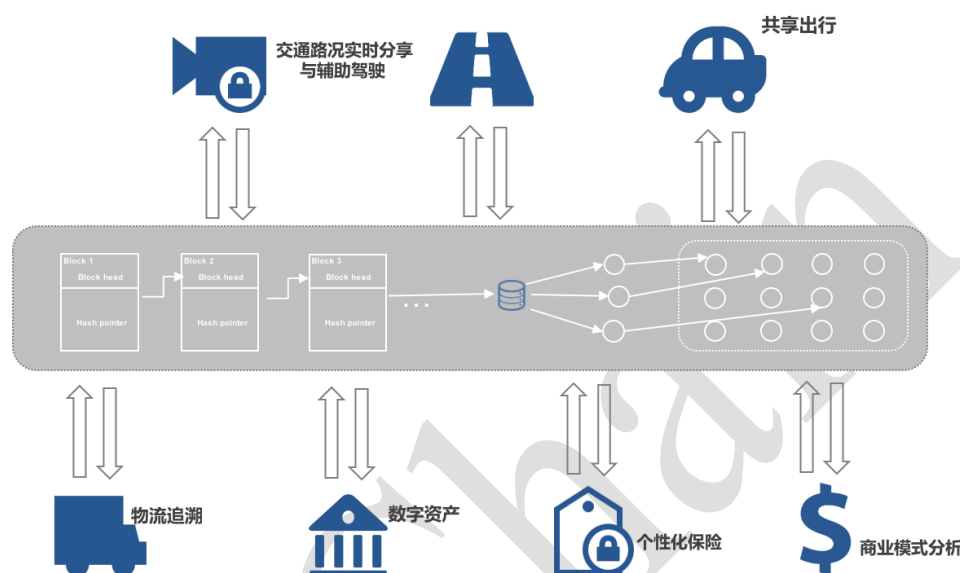 交通路况实时分享
与辅助驾驶
共享出行
Block 1
Block head
Hash pointer
Block 2
Block head
Hash pointer
Block 3
Block head
Hash pointer
...
物流追溯
数字资产
个性化保险
$
商业模式分析